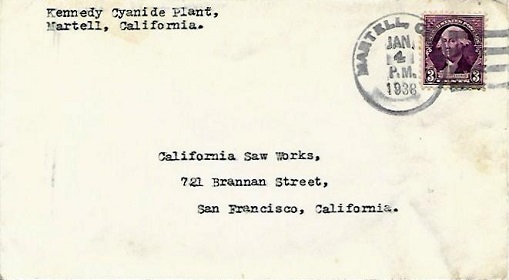 Kennedy Cyanide Plant,
Martell, California.
MARTELL, C
JAN.
4
P.M.
1938
3 3
California Saw Works,
721 Brannan Street,
San Francisco, California.